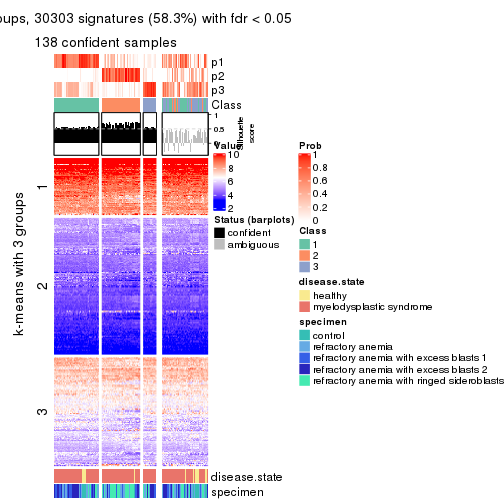 oups, 30303 signatures (58.3%) with fdr < 0.05
138 confident samples
p1
p2
p3
Class
1
0.5
0
Silhouette
score
k-means with 3 groups
1
2
3
disease.state
specimen
Value
10
8
6
4
2
Status (barplots)
confident
ambiguous
Prob
1
0.8
0.6
0.4
0.2
0
Class
1
2
3
disease.state
healthy
myelodysplastic syndrome
specimen
control
refractory anemia
refractory anemia with excess blasts 1
refractory anemia with excess blasts 2
refractory anemia with ringed sideroblasts